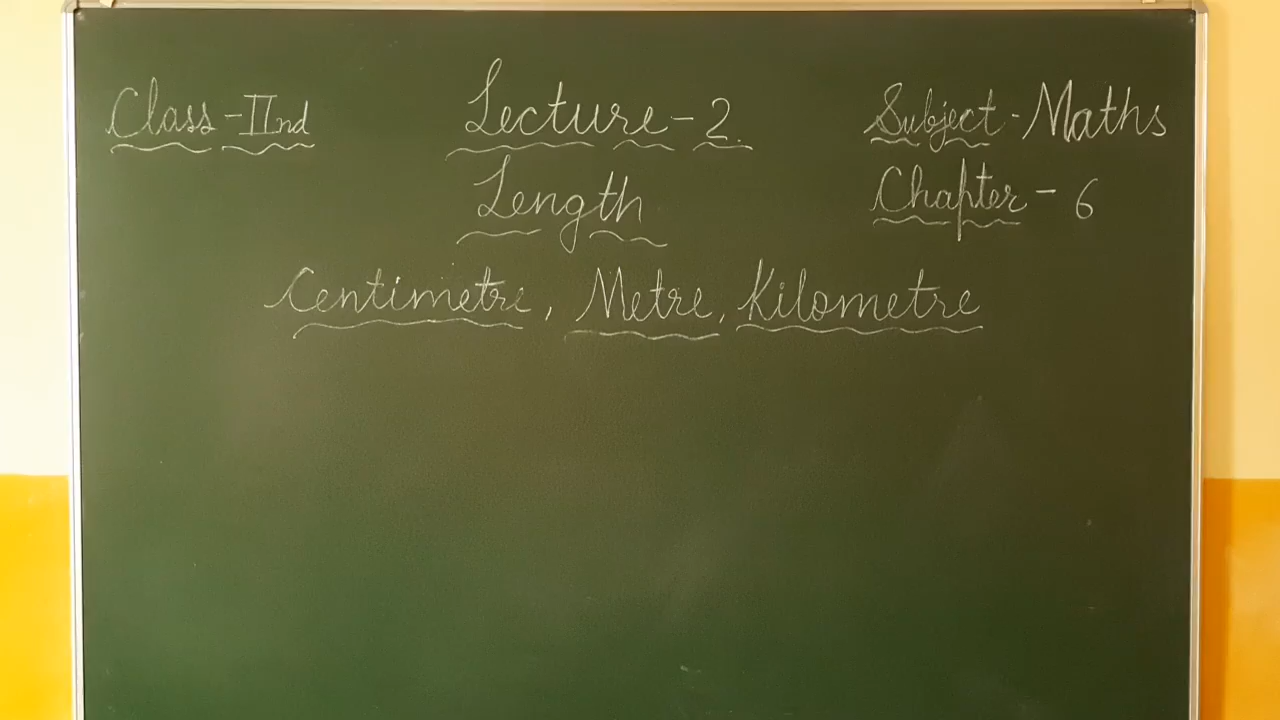 Class-IInd Lecture-2. Subject-Maths
Length Chapter-6
Centimetre, Metre, Kilometre